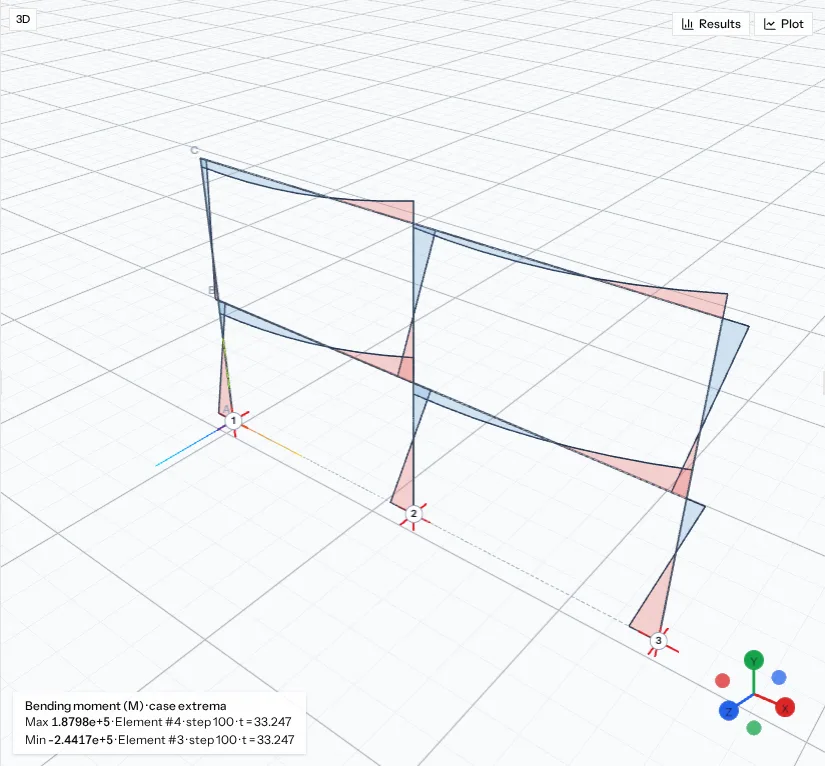 3D
Results
Plot
C
B
A
1
2
3
Y
Z
X
Bending moment (M) · case extrema
Max 1.8798e+5 · Element #4 · step 100 · t = 33.247
Min -2.4417e+5 · Element #3 · step 100 · t = 33.247